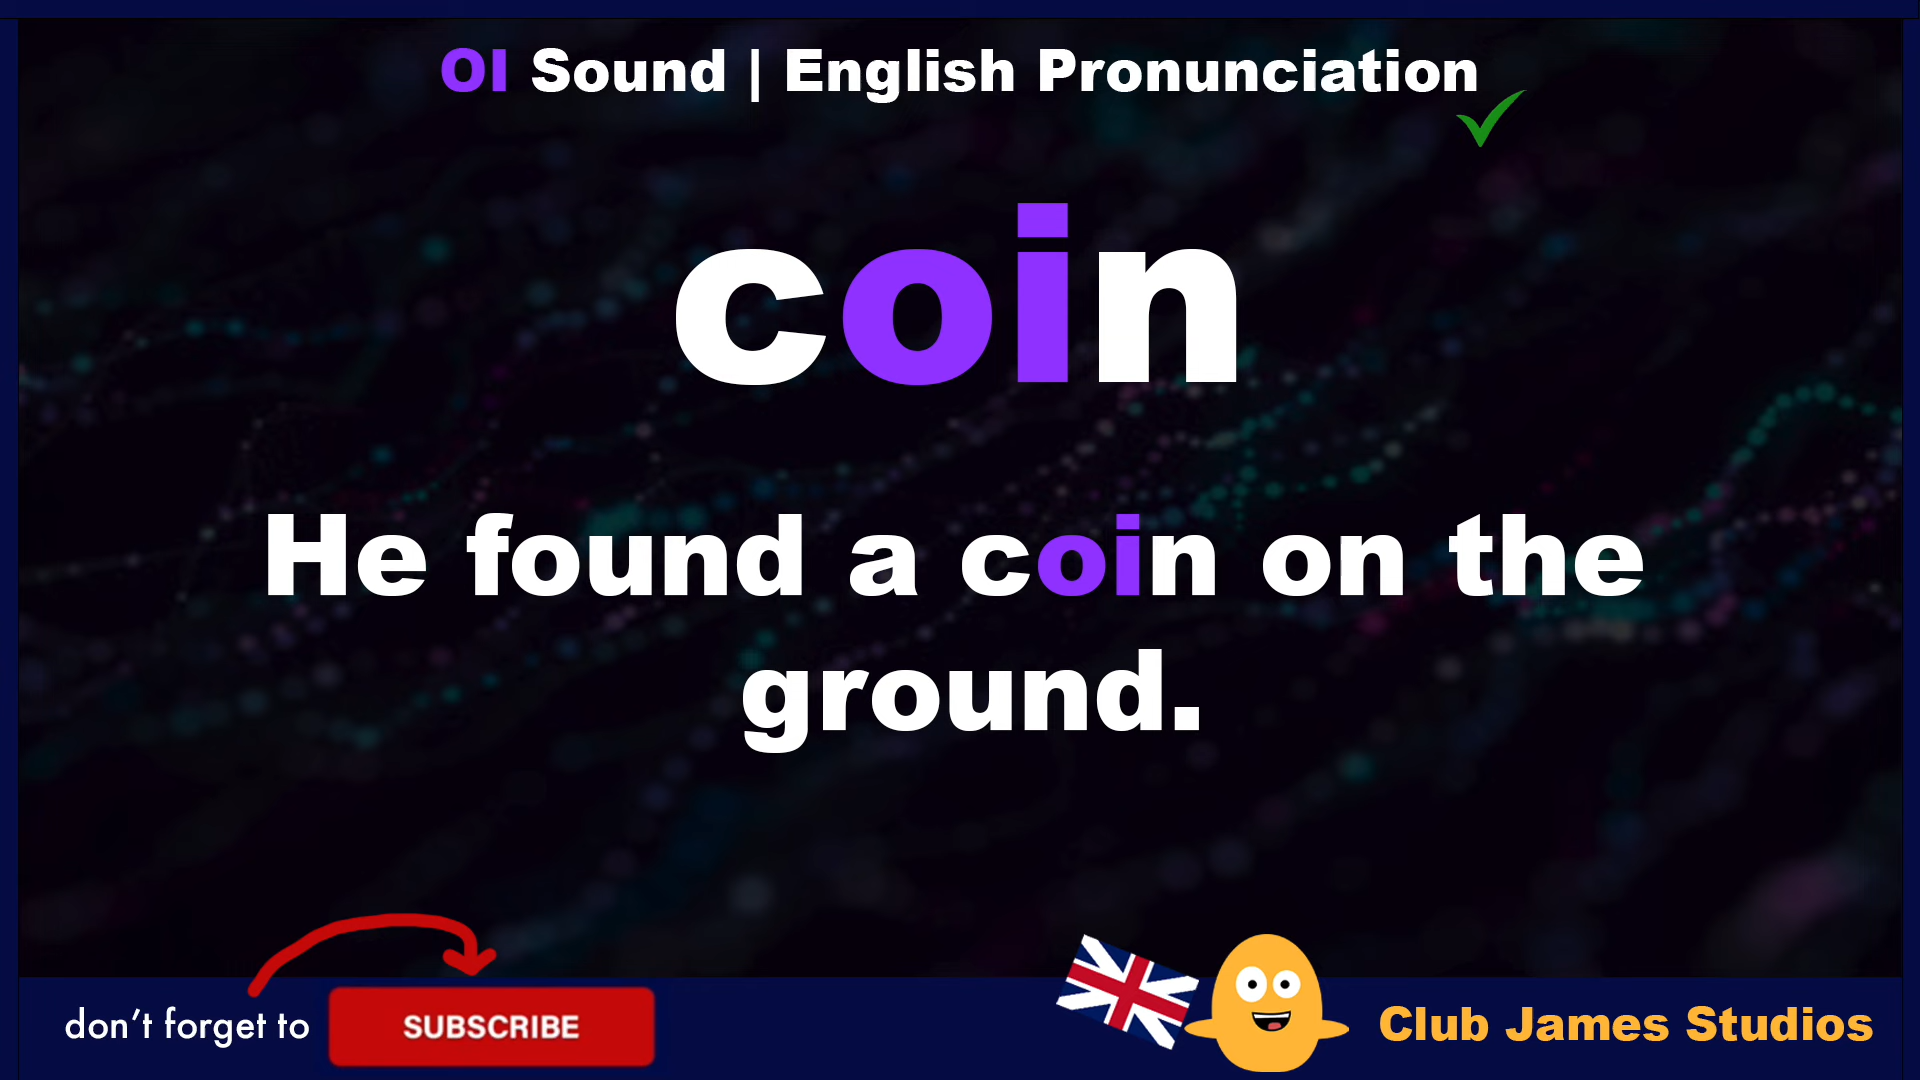 OI Sound | English Pronunciation
coin
He found a coin on the
ground.
don't forget to
SUBSCRIBE
Club James Studios